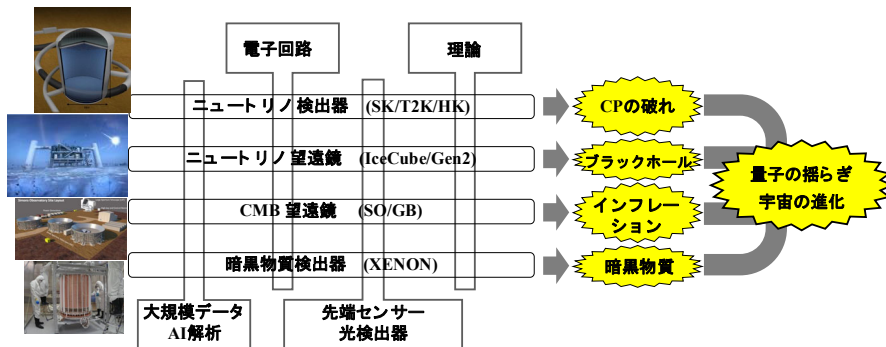 電子回路
理論
ニュートリノ検出器 (SK/T2K/HK)
CPの破れ
ニュートリノ望遠鏡 (IceCube/Gen2)
ブラックホール
量子の揺らぎ
宇宙の進化
CMB 望遠鏡 (SO/GB)
インフレー
ション
暗黒物質検出器 (XENON)
暗黒物質
大規模データ
AI解析
先端センサー
光検出器